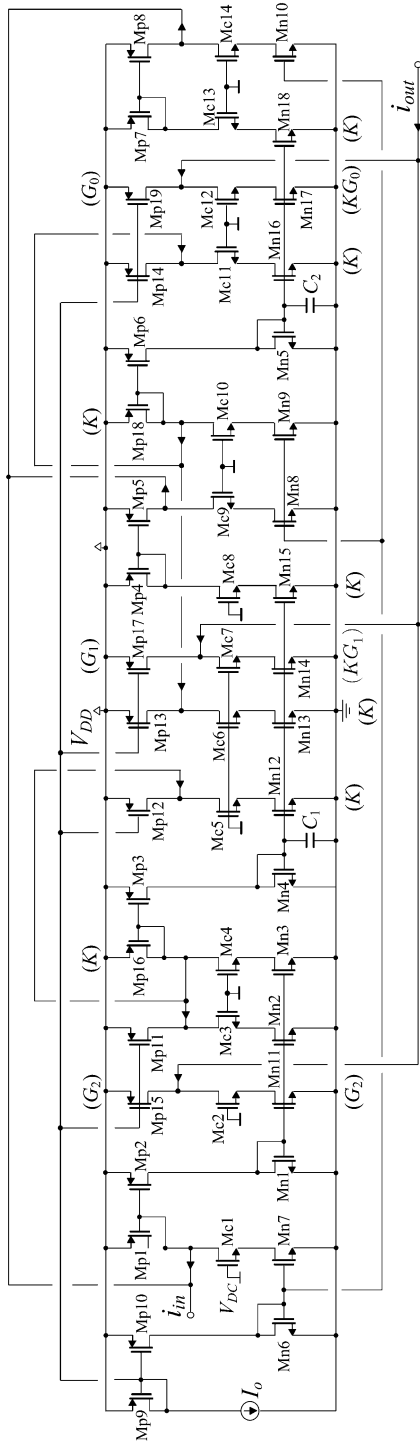 (G₂)
(K)
V_DD
(G₁)
(K)
(G₀)
Mp9
Mp10
Mp1
Mp2
Mp15
Mp11
Mp16
Mp3
Mp12
Mp13
Mp17
Mp4
Mp5
Mp18
Mp6
Mp14
Mp19
Mp7
Mp8
i_in
I_o
V_DC
Mc1
Mc2
Mc3
Mc4
Mc5
Mc6
Mc7
Mc8
Mc9
Mc10
Mc11
Mc12
Mc13
Mc14
Mn6
Mn7
Mn1
Mn11
Mn2
Mn3
Mn4
Mn12
Mn13
Mn14
Mn15
Mn8
Mn9
Mn5
Mn16
Mn17
Mn18
Mn10
C₁
C₂
(G₂)
(K)
(K)
(KG₁)
(K)
(K)
(KG₀)
(K)
i_out